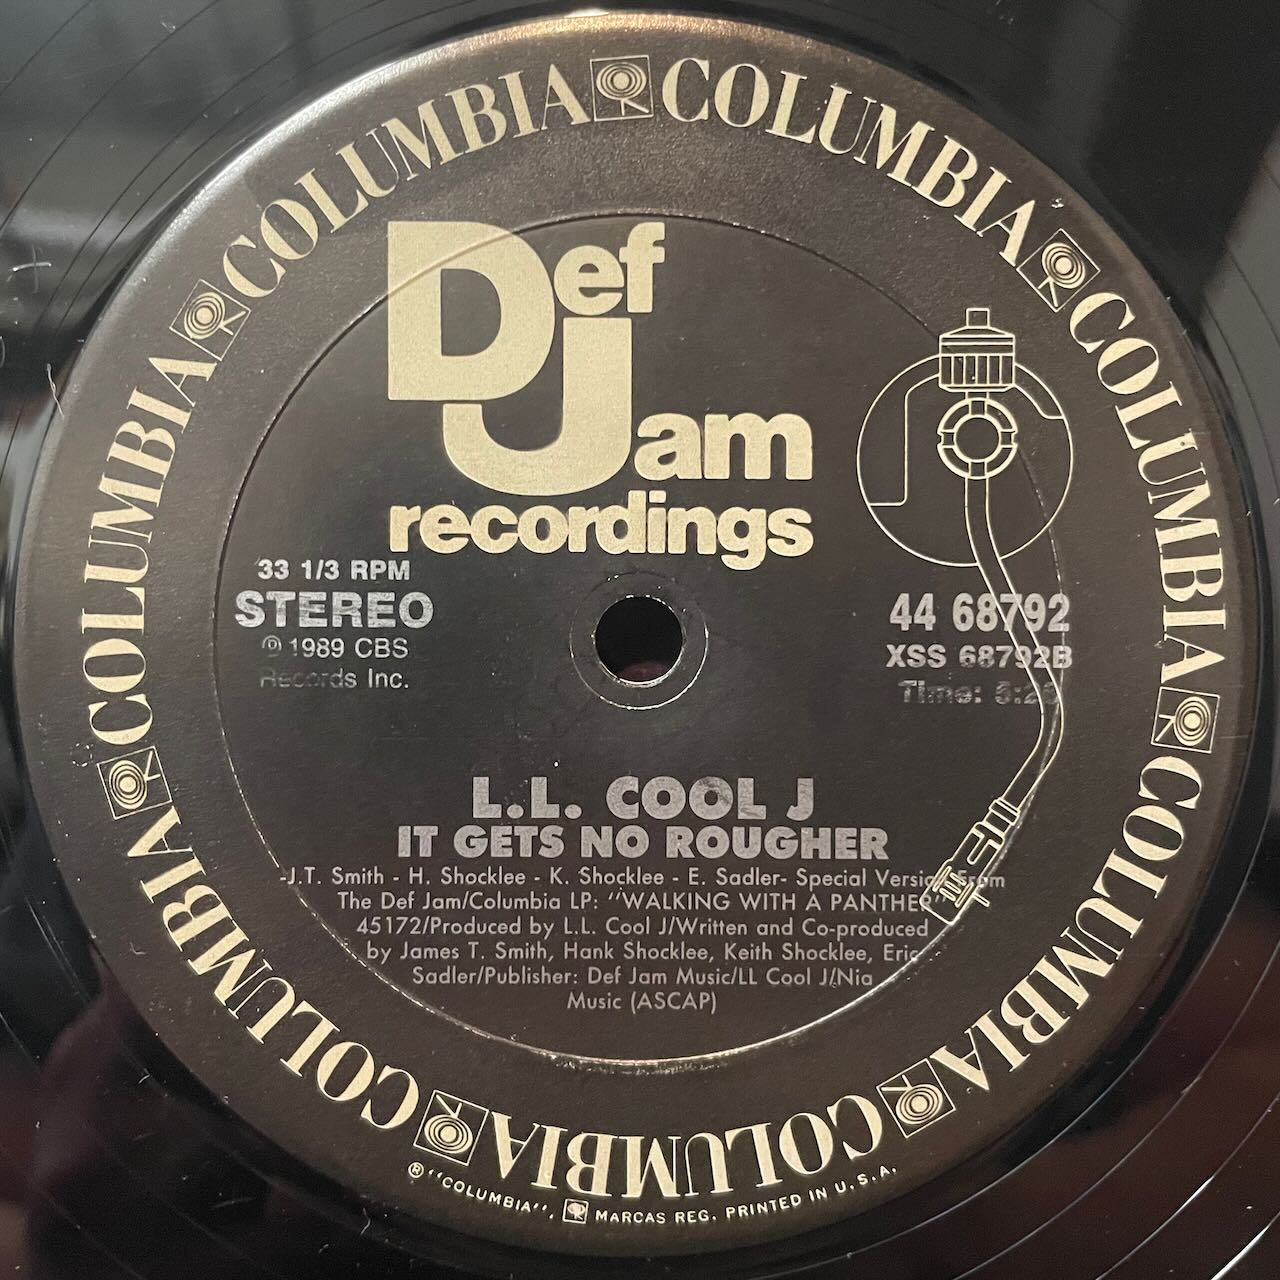 COLUMBIA COLUMBIA COLUMBIA COLUMBIA COLUMBIA COLUMBIA COLUMBIA COLUMBIA COLUMBIA
Def
Jam
recordings
33 1/3 RPM
STEREO
℗ 1989 CBS
Records Inc.
44 68792
XSS 68792B
Time:
L.L. COOL J
IT GETS NO ROUGHER
-J.T. Smith - H. Shocklee - K. Shocklee - E. Sadler- Special Version From
The Def Jam/Columbia LP: "WALKING WITH A PANTHER"
45172/Produced by L.L. Cool J/Written and Co-produced
by James T. Smith, Hank Shocklee, Keith Shocklee, Eric
Sadler/Publisher: Def Jam Music/LL Cool J/Nia
Music (ASCAP)
® "COLUMBIA", MARCAS REG. PRINTED IN U.S.A.